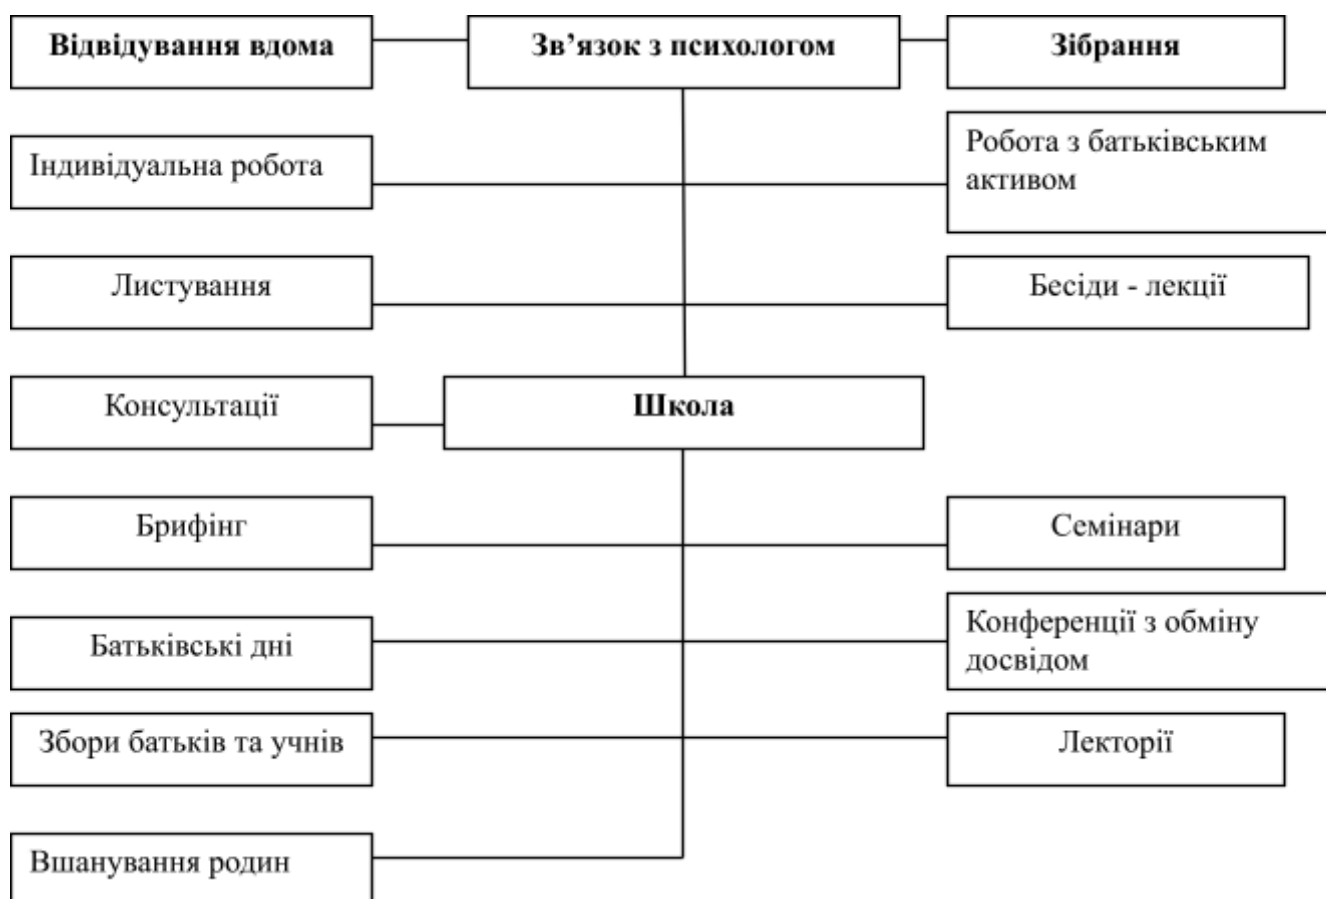 Відвідування вдома
Зв’язок з психологом
Зібрання
Індивідуальна робота
Робота з батьківським
активом
Листування
Бесіди - лекції
Консультації
Школа
Брифінг
Семінари
Батьківські дні
Конференції з обміну
досвідом
Збори батьків та учнів
Лекторії
Вшанування родин